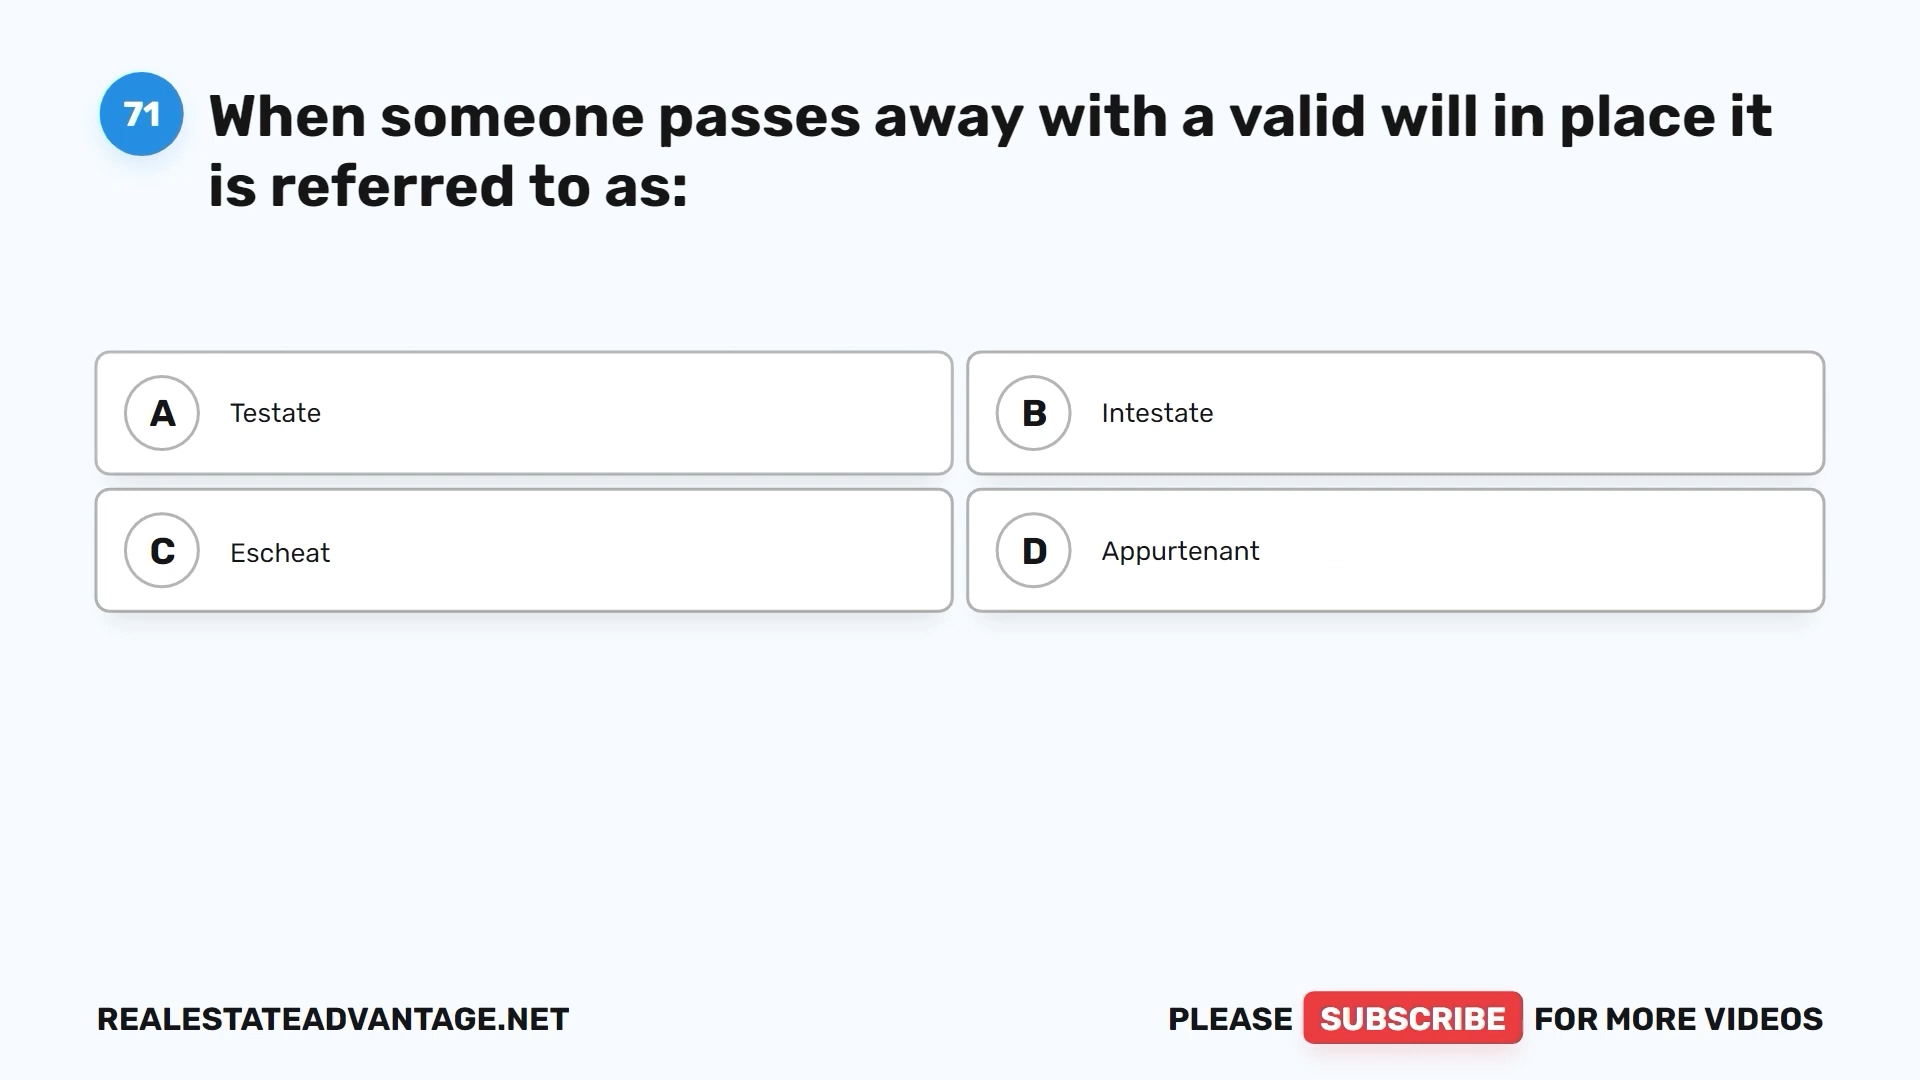 71
When someone passes away with a valid will in place it
is referred to as:
A Testate
B Intestate
C Escheat
D Appurtenant
REALESTATEADVANTAGE.NET
PLEASE SUBSCRIBE FOR MORE VIDEOS